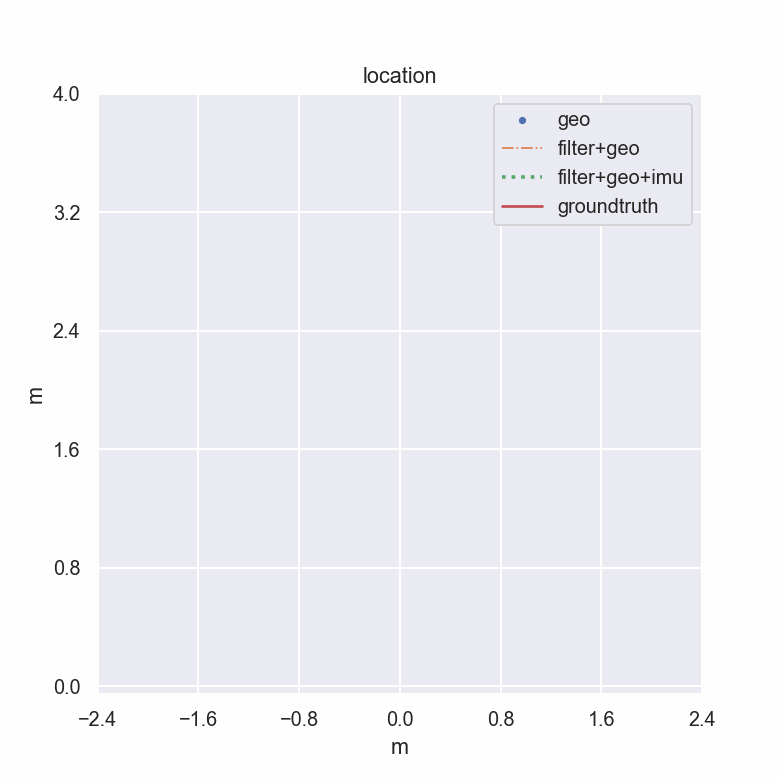 location
4.0
geo
filter+geo
filter+geo+imu
groundtruth
3.2
2.4
m
1.6
0.8
0.0
−2.4 −1.6 −0.8 0.0 0.8 1.6 2.4
m